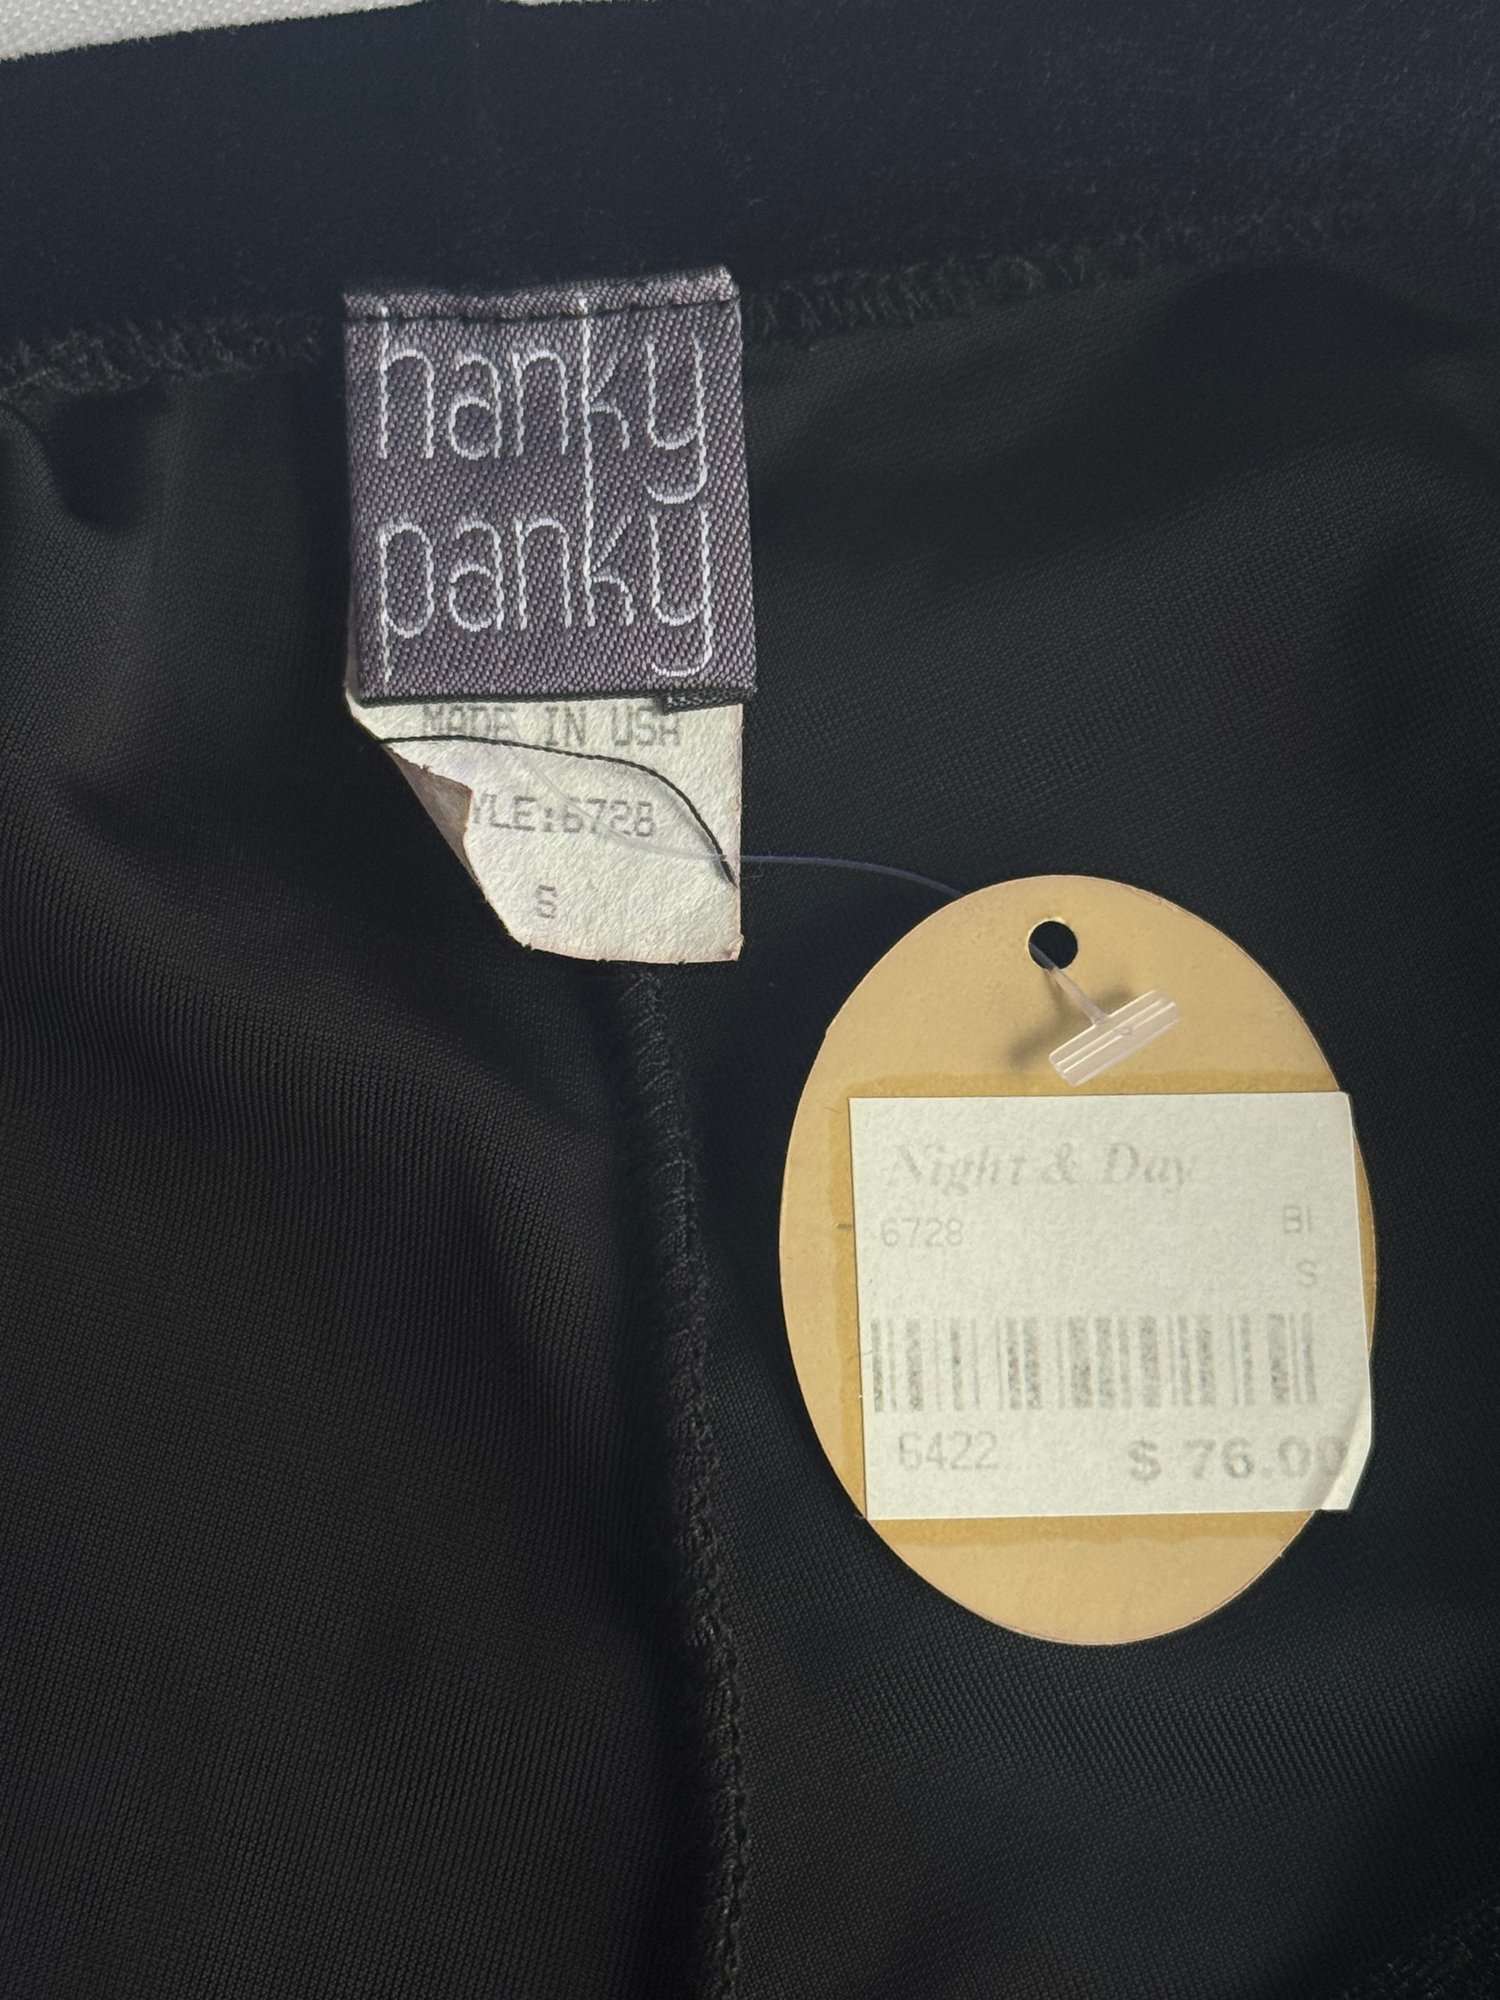 hanky
panky
MADE IN USA
YLE:6728
S
Night & Day
6728 Bl
S
6422 $ 76.00